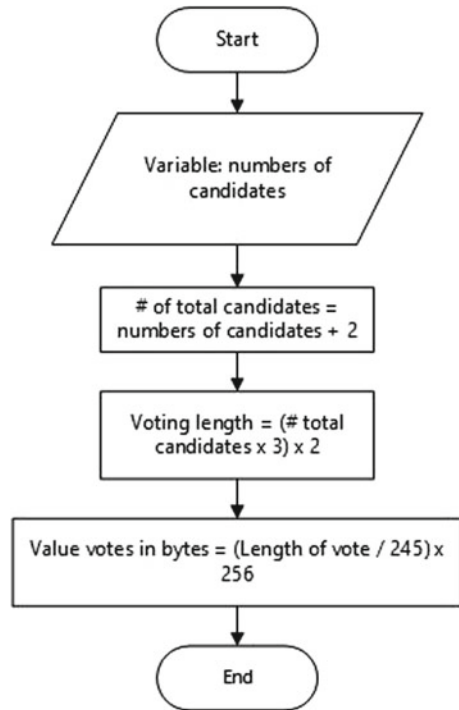 Start
Variable: numbers of
candidates
# of total candidates =
numbers of candidates + 2
Voting length = (# total
candidates x 3) x 2
Value votes in bytes = (Length of vote / 245) x
256
End